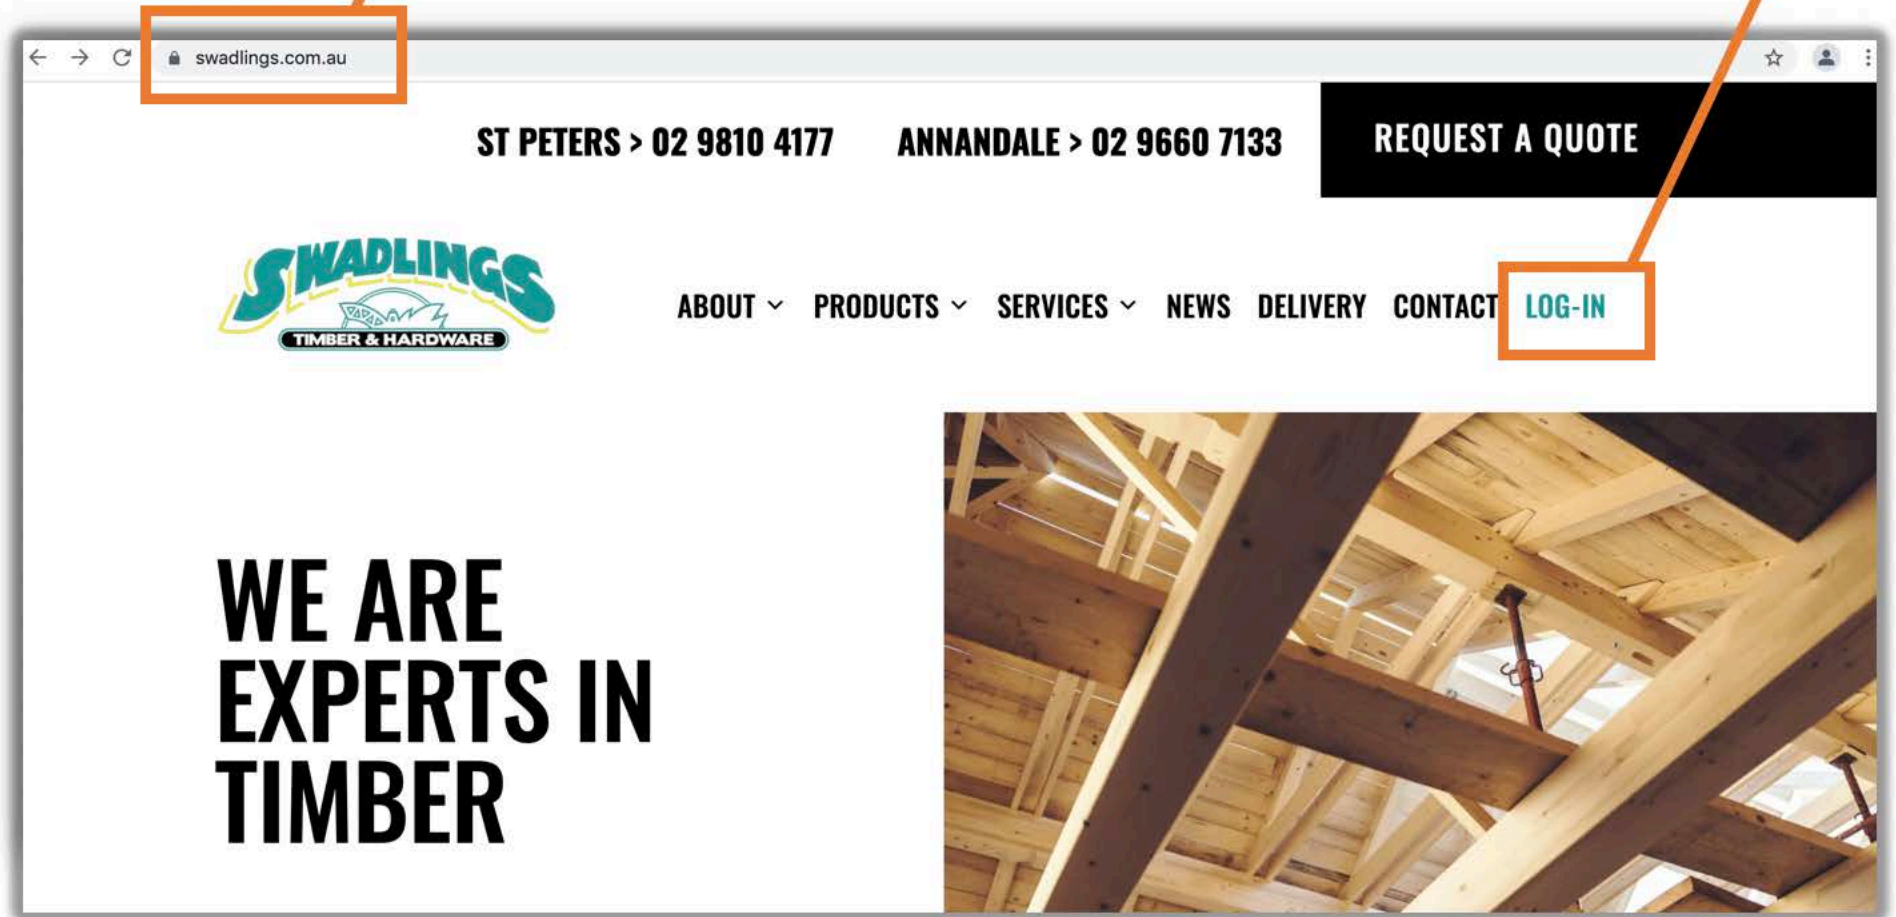 swadlings.com.au
ST PETERS > 02 9810 4177 ANNANDALE > 02 9660 7133 REQUEST A QUOTE
SWADLINGS
TIMBER & HARDWARE
ABOUT PRODUCTS SERVICES NEWS DELIVERY CONTACT LOG-IN
WE ARE
EXPERTS IN
TIMBER